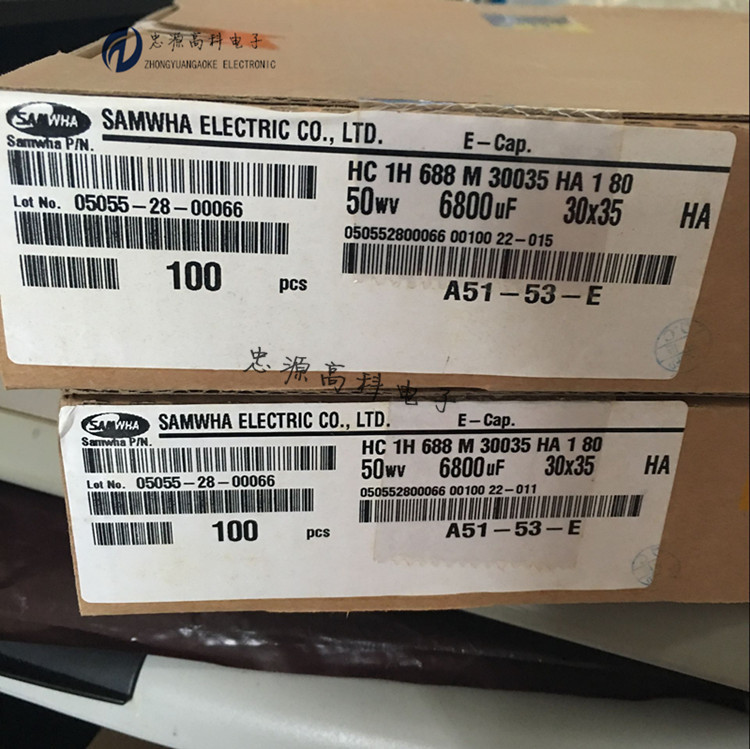 忠源高科电子
ZHONGYUANGAOKE ELECTRONIC
SAMWHA SAMWHA ELECTRIC CO., LTD. E-Cap.
Samwha P/N.
HC 1H 688 M 30035 HA 1 80
Lot No. 05055-28-00066
50wv 6800uF 30x35 HA
050552800066 00100 22-015
100 pcs
A51-53-E
忠源高科电子
SAMWHA SAMWHA ELECTRIC CO., LTD. E-Cap.
Samwha P/N.
HC 1H 688 M 30035 HA 1 80
50wv 6800uF 30x35 HA
Lot No. 05055-28-00066
050552800066 00100 22-011
100 pcs
A51-53-E